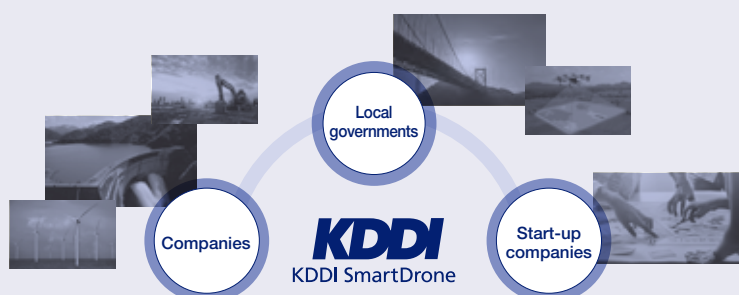 Local
governments
Companies
KDDI
KDDI SmartDrone
Start-up
companies